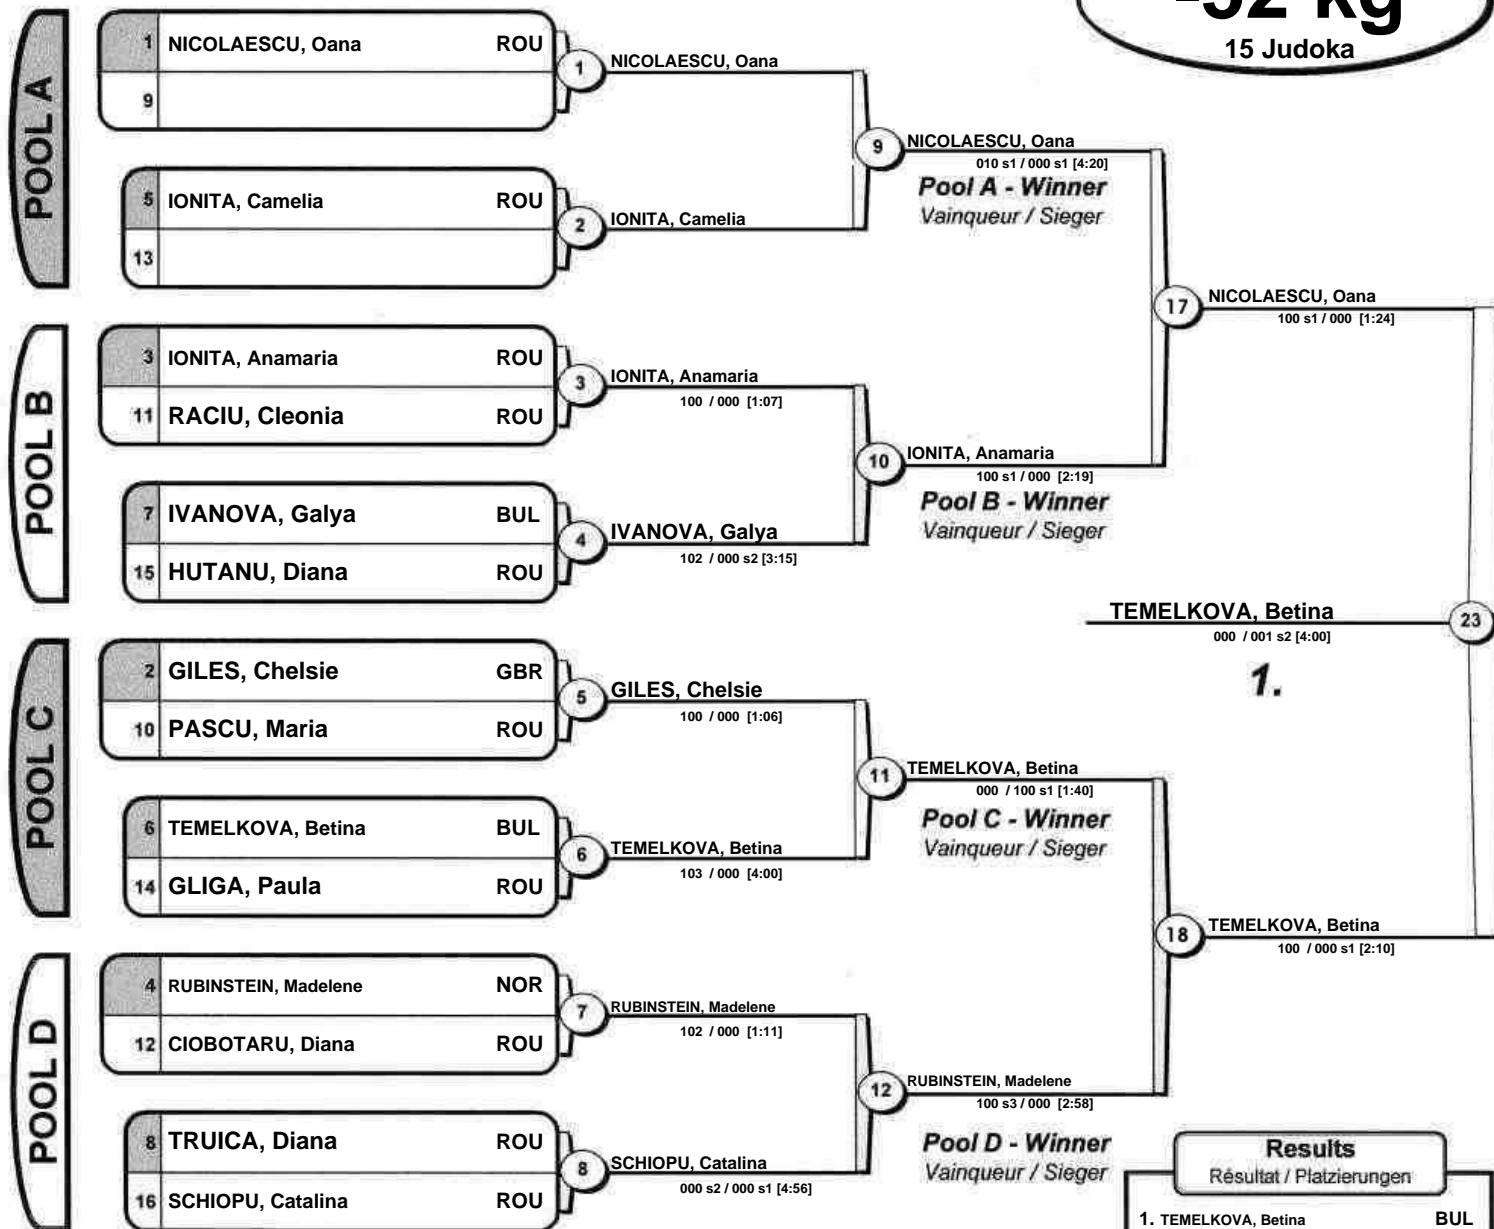 -52 kg
15 Judoka
POOL A
1 NICOLAESCU, Oana ROU
9
1 NICOLAESCU, Oana
5 IONITA, Camelia ROU
13
2 IONITA, Camelia
9 NICOLAESCU, Oana
010 s1 / 000 s1 [4:20]
Pool A - Winner
Vainqueur / Sieger
POOL B
3 IONITA, Anamaria ROU
11 RACIU, Cleonia ROU
3 IONITA, Anamaria
100 / 000 [1:07]
7 IVANOVA, Galya BUL
15 HUTANU, Diana ROU
4 IVANOVA, Galya
102 / 000 s2 [3:15]
10 IONITA, Anamaria
100 s1 / 000 [2:19]
Pool B - Winner
Vainqueur / Sieger
17 NICOLAESCU, Oana
100 s1 / 000 [1:24]
TEMELKOVA, Betina 23
000 / 001 s2 [4:00]
1.
POOL C
2 GILES, Chelsie GBR
10 PASCU, Maria ROU
5 GILES, Chelsie
100 / 000 [1:06]
6 TEMELKOVA, Betina BUL
14 GLIGA, Paula ROU
6 TEMELKOVA, Betina
103 / 000 [4:00]
11 TEMELKOVA, Betina
000 / 100 s1 [1:40]
Pool C - Winner
Vainqueur / Sieger
18 TEMELKOVA, Betina
100 / 000 s1 [2:10]
POOL D
4 RUBINSTEIN, Madelene NOR
12 CIOBOTARU, Diana ROU
7 RUBINSTEIN, Madelene
102 / 000 [1:11]
8 TRUICA, Diana ROU
16 SCHIOPU, Catalina ROU
8 SCHIOPU, Catalina
000 s2 / 000 s1 [4:56]
12 RUBINSTEIN, Madelene
100 s3 / 000 [2:58]
Pool D - Winner
Vainqueur / Sieger
Results
Résultat / Platzierungen
1. TEMELKOVA, Betina BUL